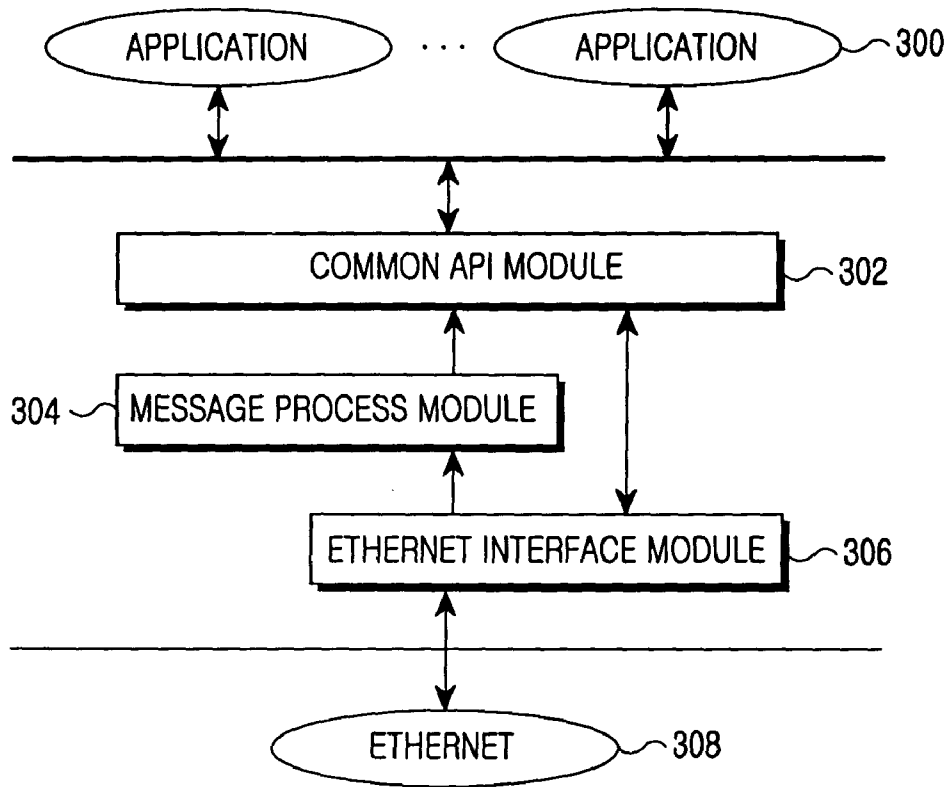 APPLICATION ... APPLICATION 300
COMMON API MODULE 302
304 MESSAGE PROCESS MODULE
ETHERNET INTERFACE MODULE 306
ETHERNET 308